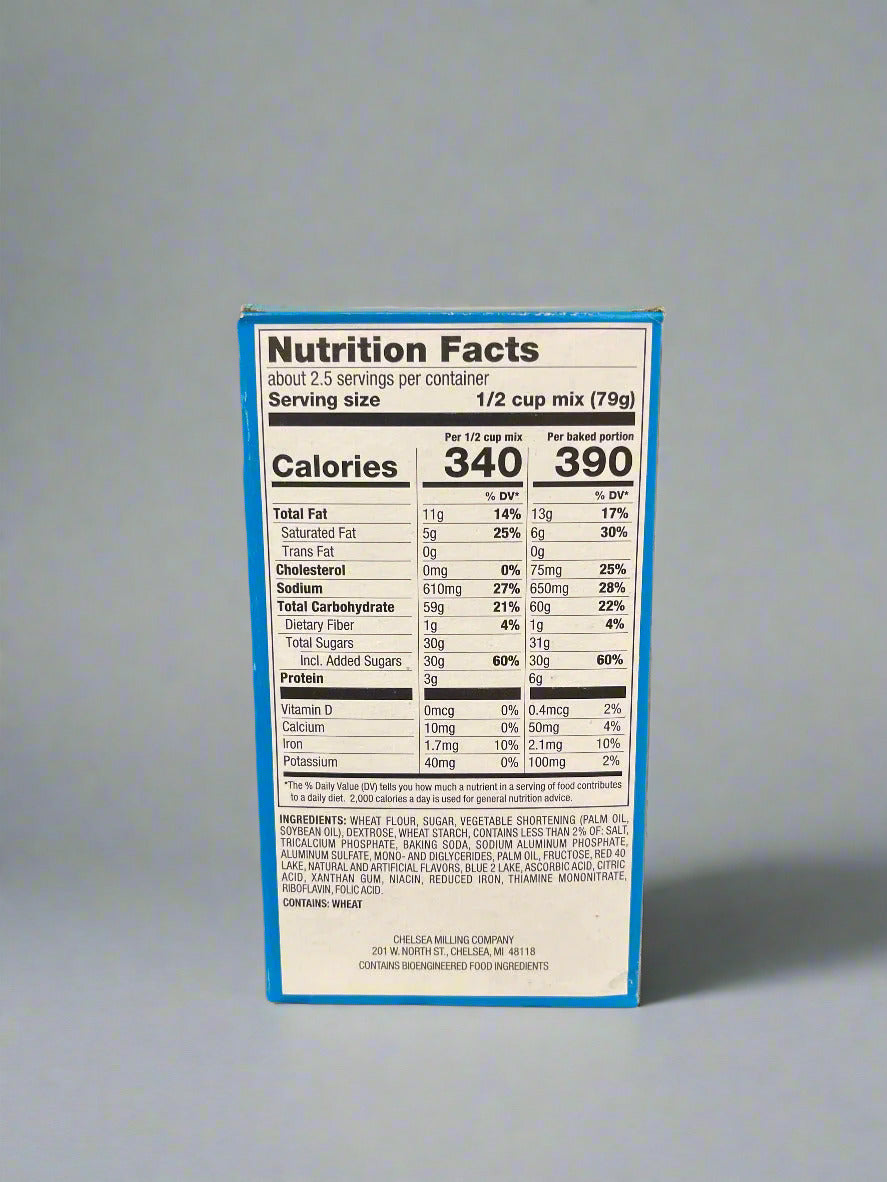 Nutrition Facts
about 2.5 servings per container
Serving size 1/2 cup mix (79g)
Per 1/2 cup mix Per baked portion
Calories 340 390
% DV* % DV*
Total Fat 11g 14% 13g 17%
Saturated Fat 5g 25% 6g 30%
Trans Fat 0g 0g
Cholesterol 0mg 0% 75mg 25%
Sodium 610mg 27% 650mg 28%
Total Carbohydrate 59g 21% 60g 22%
Dietary Fiber 1g 4% 1g 4%
Total Sugars 30g 31g
Incl. Added Sugars 30g 60% 30g 60%
Protein 3g 6g
Vitamin D 0mcg 0% 0.4mcg 2%
Calcium 10mg 0% 50mg 4%
Iron 1.7mg 10% 2.1mg 10%
Potassium 40mg 0% 100mg 2%
*The % Daily Value (DV) tells you how much a nutrient in a serving of food contributes
to a daily diet. 2,000 calories a day is used for general nutrition advice.
INGREDIENTS: WHEAT FLOUR, SUGAR, VEGETABLE SHORTENING (PALM OIL,
SOYBEAN OIL), DEXTROSE, WHEAT STARCH, CONTAINS LESS THAN 2% OF: SALT,
TRICALCIUM PHOSPHATE, BAKING SODA, SODIUM ALUMINUM PHOSPHATE,
ALUMINUM SULFATE, MONO- AND DIGLYCERIDES, PALM OIL, FRUCTOSE, RED 40
LAKE, NATURAL AND ARTIFICIAL FLAVORS, BLUE 2 LAKE, ASCORBIC ACID, CITRIC
ACID, XANTHAN GUM, NIACIN, REDUCED IRON, THIAMINE MONONITRATE,
RIBOFLAVIN, FOLIC ACID.
CONTAINS: WHEAT
CHELSEA MILLING COMPANY
201 W. NORTH ST., CHELSEA, MI 48118
CONTAINS BIOENGINEERED FOOD INGREDIENTS